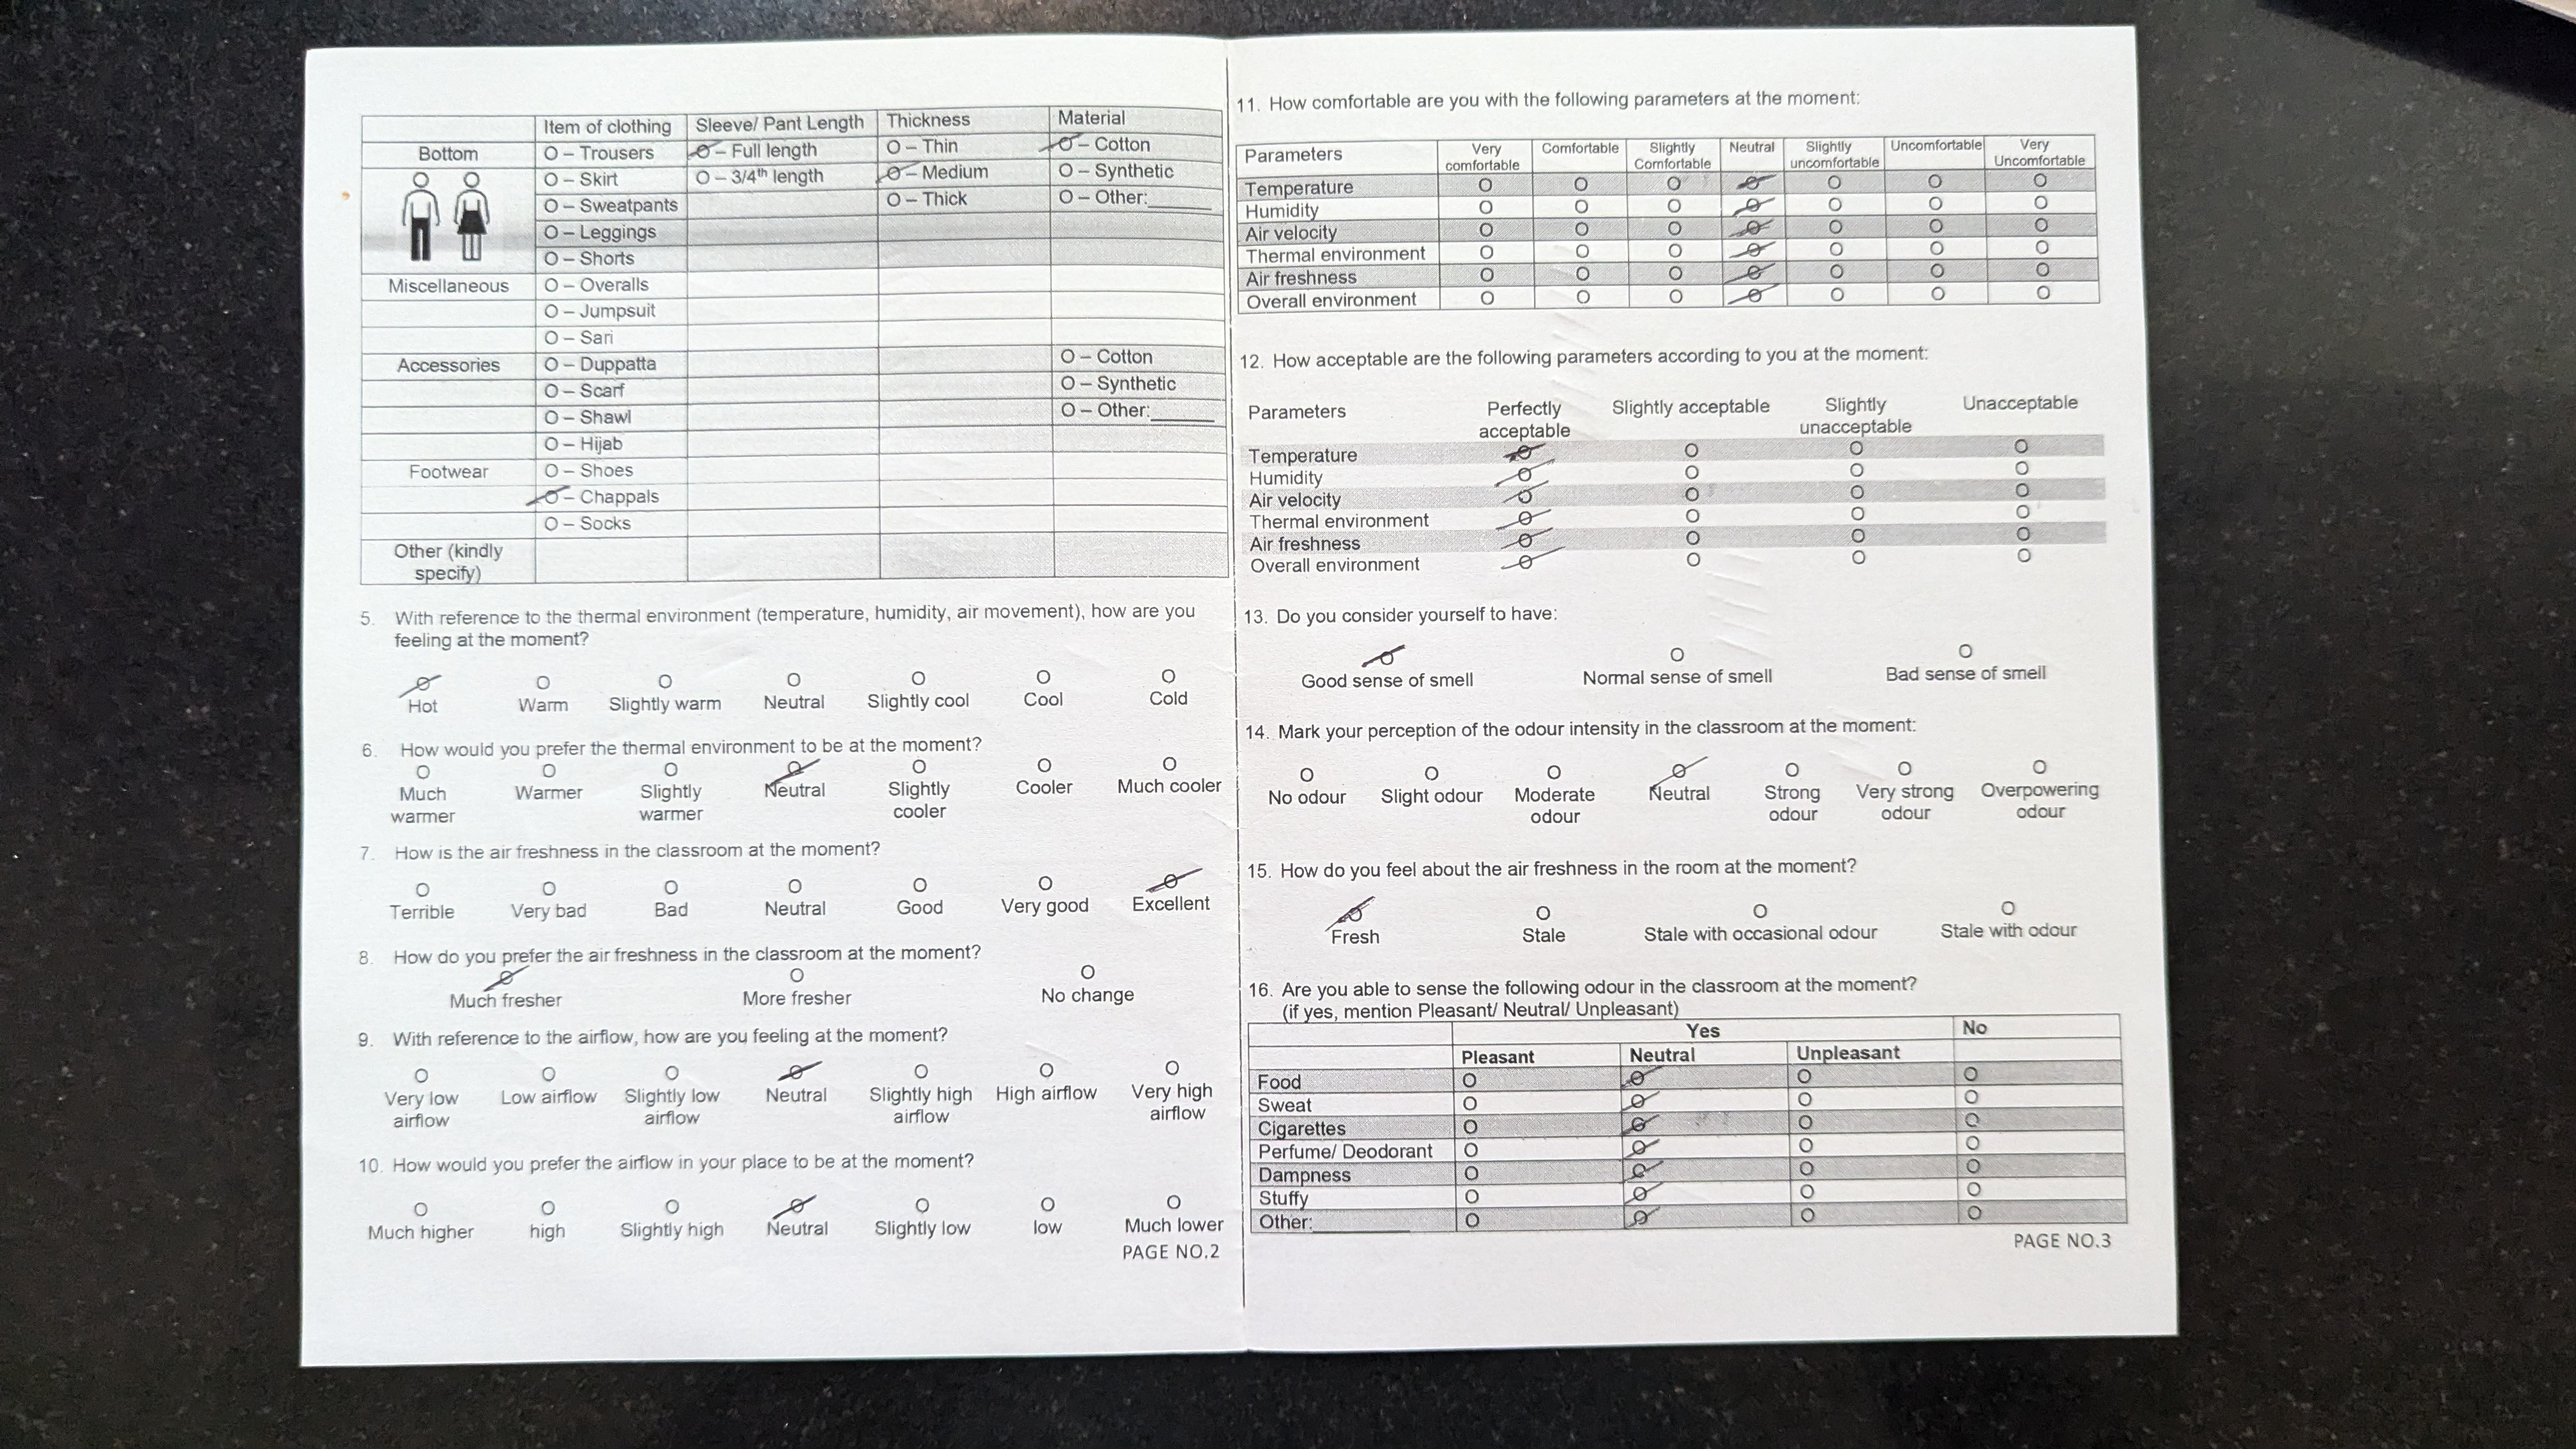 Item of clothing Sleeve/ Pant Length Thickness Material
Bottom O – Trousers O – Full length O – Thin O – Cotton
O – Skirt O – 3/4th length O – Medium O – Synthetic
O – Sweatpants O – Thick O – Other:______
O – Leggings
O – Shorts
Miscellaneous O – Overalls
O – Jumpsuit
O – Sari
Accessories O – Duppatta O – Cotton
O – Scarf O – Synthetic
O – Shawl O – Other:______
O – Hijab
Footwear O – Shoes
O – Chappals
O – Socks
Other (kindly
specify)
5. With reference to the thermal environment (temperature, humidity, air movement), how are you
feeling at the moment?
O O O O O O O
Hot Warm Slightly warm Neutral Slightly cool Cool Cold
6. How would you prefer the thermal environment to be at the moment?
O O O O O O O
Much Warmer Slightly Neutral Slightly Cooler Much cooler
warmer warmer cooler
7. How is the air freshness in the classroom at the moment?
O O O O O O O
Terrible Very bad Bad Neutral Good Very good Excellent
8. How do you prefer the air freshness in the classroom at the moment?
O O O
Much fresher More fresher No change
9. With reference to the airflow, how are you feeling at the moment?
O O O O O O O
Very low Low airflow Slightly low Neutral Slightly high High airflow Very high
airflow airflow airflow airflow
10. How would you prefer the airflow in your place to be at the moment?
O O O O O O O
Much higher high Slightly high Neutral Slightly low low Much lower
PAGE NO.2
11. How comfortable are you with the following parameters at the moment:
Parameters Very Comfortable Slightly Neutral Slightly Uncomfortable Very
comfortable Comfortable uncomfortable Uncomfortable
Temperature O O O O O O O
Humidity O O O O O O O
Air velocity O O O O O O O
Thermal environment O O O O O O O
Air freshness O O O O O O O
Overall environment O O O O O O O
12. How acceptable are the following parameters according to you at the moment:
Parameters Perfectly Slightly acceptable Slightly Unacceptable
acceptable unacceptable
Temperature O O O O
Humidity O O O O
Air velocity O O O O
Thermal environment O O O O
Air freshness O O O O
Overall environment O O O O
13. Do you consider yourself to have:
O O O
Good sense of smell Normal sense of smell Bad sense of smell
14. Mark your perception of the odour intensity in the classroom at the moment:
O O O O O O O
No odour Slight odour Moderate Neutral Strong Very strong Overpowering
odour odour odour odour
15. How do you feel about the air freshness in the room at the moment?
O O O O
Fresh Stale Stale with occasional odour Stale with odour
16. Are you able to sense the following odour in the classroom at the moment?
(if yes, mention Pleasant/ Neutral/ Unpleasant)
Yes No
Pleasant Neutral Unpleasant
Food O O O O
Sweat O O O O
Cigarettes O O O O
Perfume/ Deodorant O O O O
Dampness O O O O
Stuffy O O O O
Other:__________ O O O O
PAGE NO.3